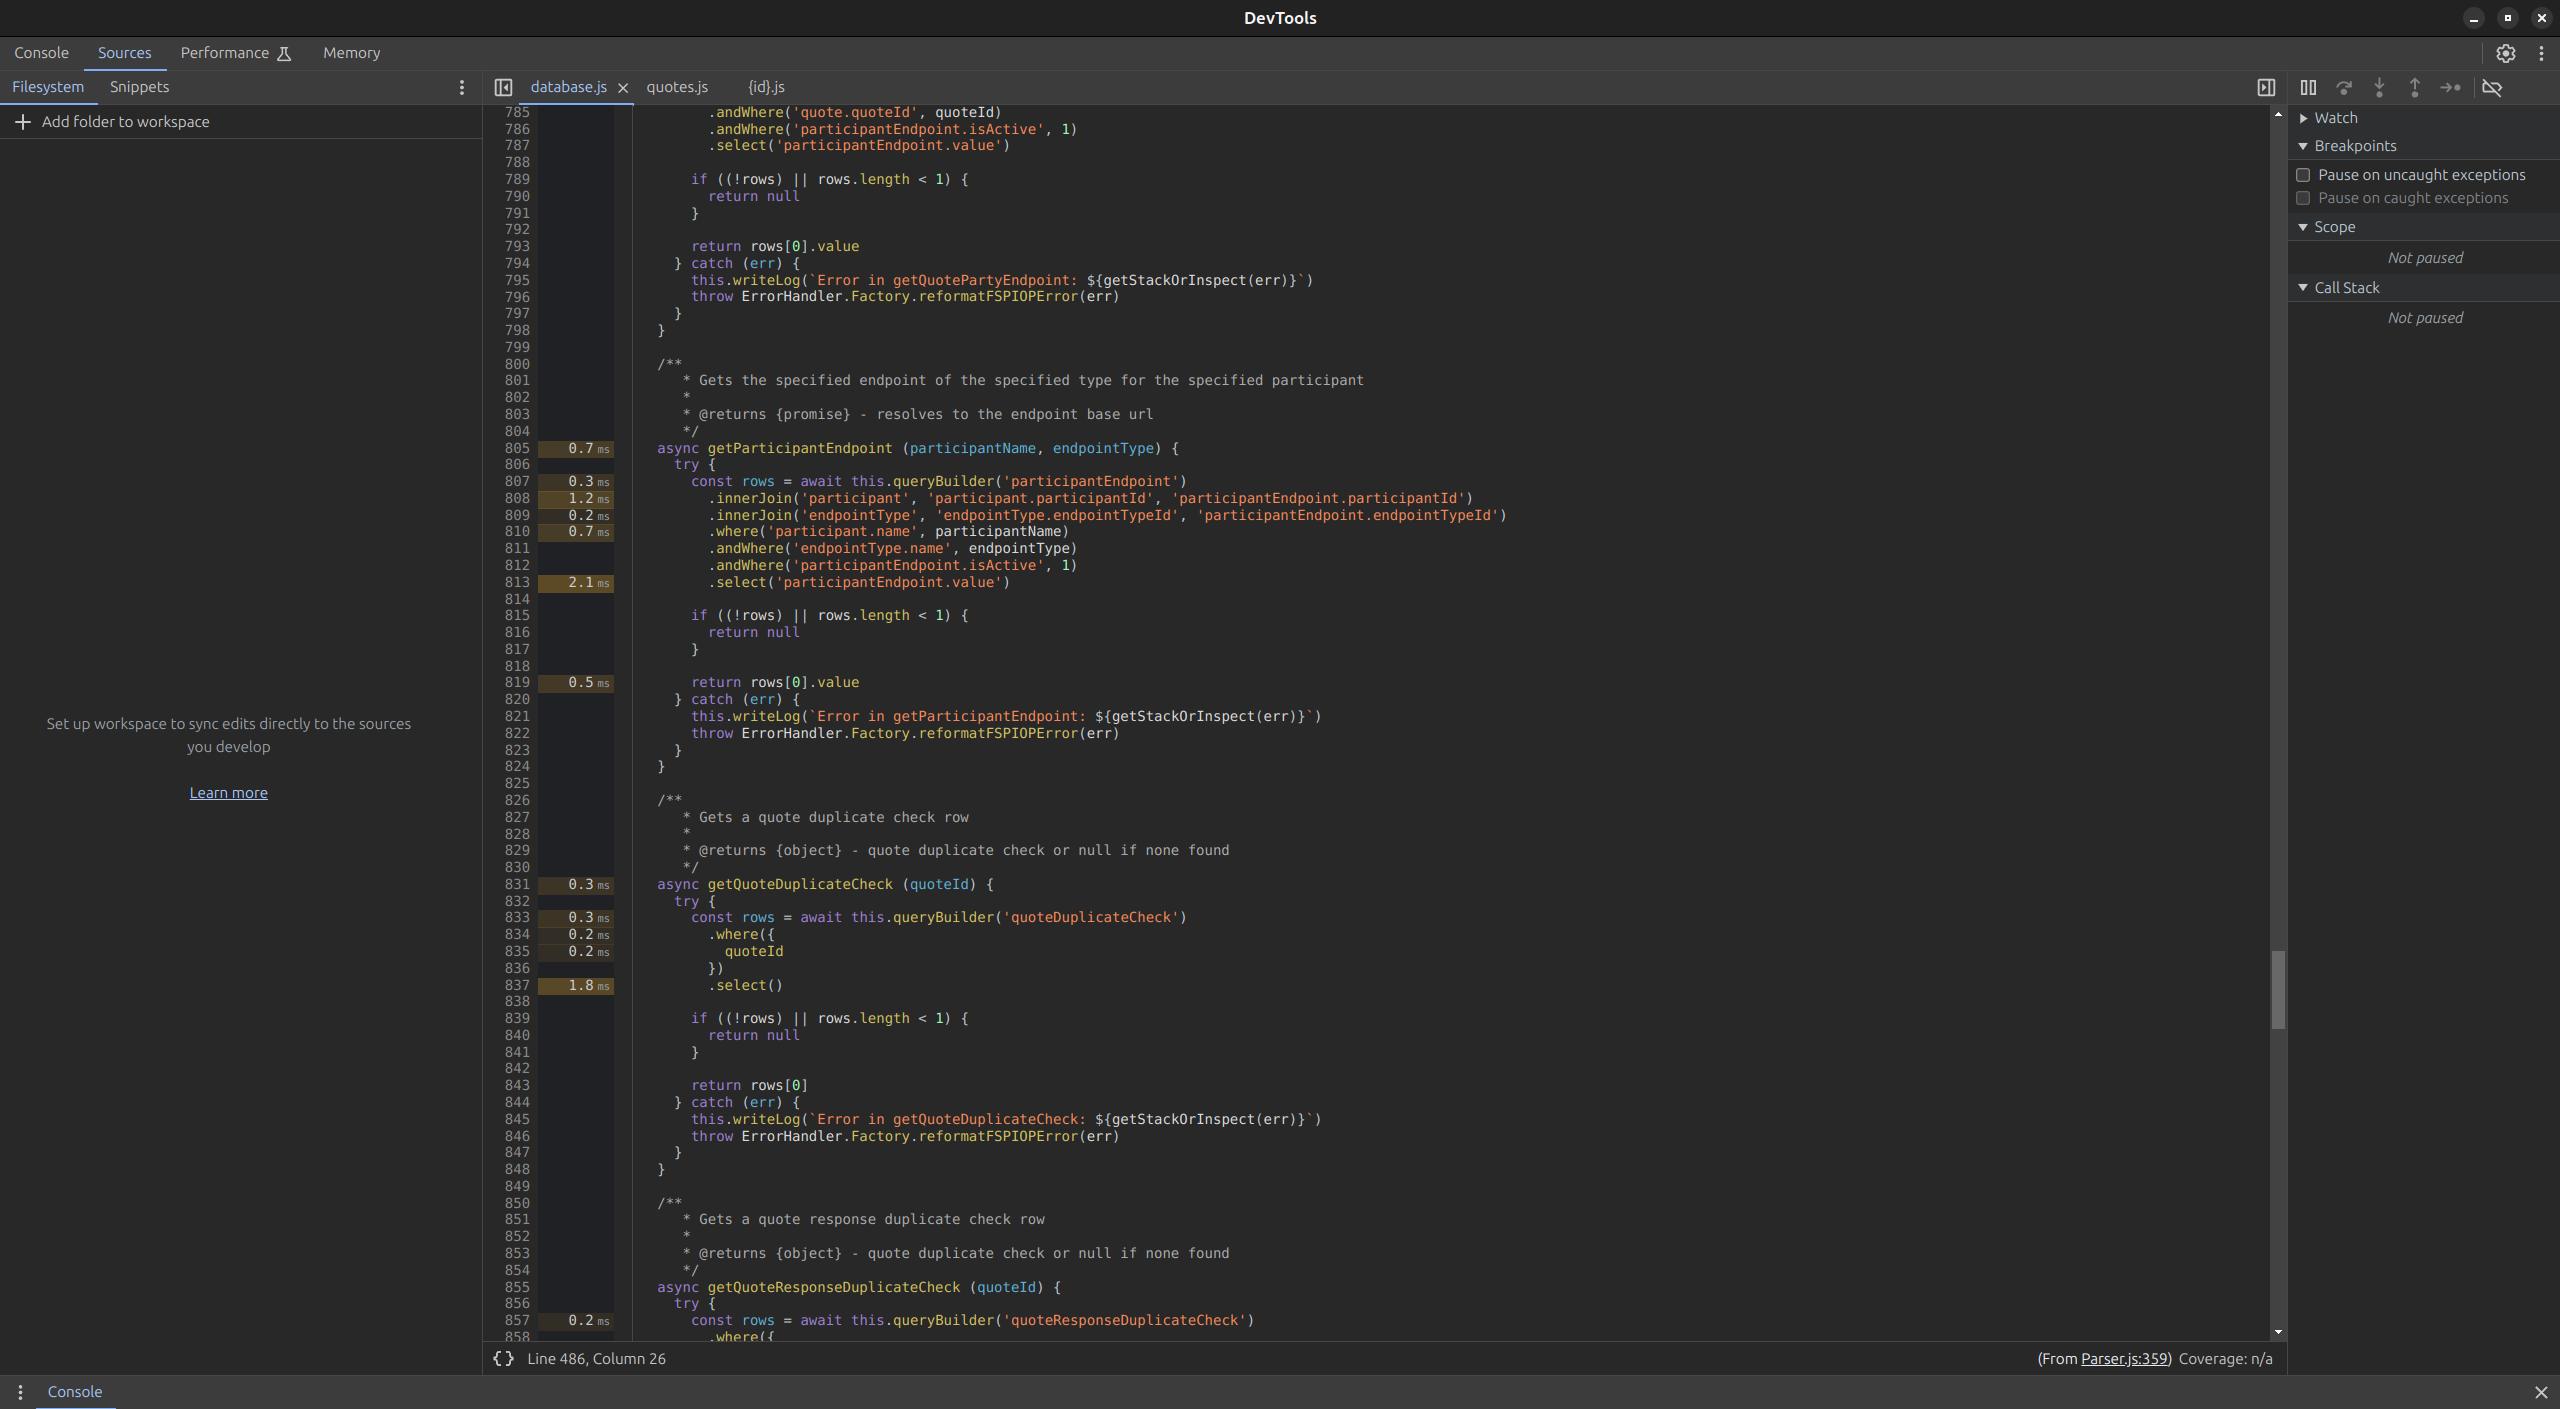 DevTools
Console Sources Performance Memory
Filesystem Snippets
database.js quotes.js {id}.js
Add folder to workspace
Set up workspace to sync edits directly to the sources
you develop
Learn more
785 .andWhere('quote.quoteId', quoteId)
786 .andWhere('participantEndpoint.isActive', 1)
787 .select('participantEndpoint.value')
788
789 if ((!rows) || rows.length < 1) {
790 return null
791 }
792
793 return rows[0].value
794 } catch (err) {
795 this.writeLog(`Error in getQuotePartyEndpoint: ${getStackOrInspect(err)}`)
796 throw ErrorHandler.Factory.reformatFSPIOPError(err)
797 }
798 }
799
800 /**
801 * Gets the specified endpoint of the specified type for the specified participant
802 *
803 * @returns {promise} - resolves to the endpoint base url
804 */
805 0.7 ms async getParticipantEndpoint (participantName, endpointType) {
806 try {
807 0.3 ms const rows = await this.queryBuilder('participantEndpoint')
808 1.2 ms .innerJoin('participant', 'participant.participantId', 'participantEndpoint.participantId')
809 0.2 ms .innerJoin('endpointType', 'endpointType.endpointTypeId', 'participantEndpoint.endpointTypeId')
810 0.7 ms .where('participant.name', participantName)
811 .andWhere('endpointType.name', endpointType)
812 .andWhere('participantEndpoint.isActive', 1)
813 2.1 ms .select('participantEndpoint.value')
814
815 if ((!rows) || rows.length < 1) {
816 return null
817 }
818
819 0.5 ms return rows[0].value
820 } catch (err) {
821 this.writeLog(`Error in getParticipantEndpoint: ${getStackOrInspect(err)}`)
822 throw ErrorHandler.Factory.reformatFSPIOPError(err)
823 }
824 }
825
826 /**
827 * Gets a quote duplicate check row
828 *
829 * @returns {object} - quote duplicate check or null if none found
830 */
831 0.3 ms async getQuoteDuplicateCheck (quoteId) {
832 try {
833 0.3 ms const rows = await this.queryBuilder('quoteDuplicateCheck')
834 0.2 ms .where({
835 0.2 ms quoteId
836 })
837 1.8 ms .select()
838
839 if ((!rows) || rows.length < 1) {
840 return null
841 }
842
843 return rows[0]
844 } catch (err) {
845 this.writeLog(`Error in getQuoteDuplicateCheck: ${getStackOrInspect(err)}`)
846 throw ErrorHandler.Factory.reformatFSPIOPError(err)
847 }
848 }
849
850 /**
851 * Gets a quote response duplicate check row
852 *
853 * @returns {object} - quote duplicate check or null if none found
854 */
855 async getQuoteResponseDuplicateCheck (quoteId) {
856 try {
857 0.2 ms const rows = await this.queryBuilder('quoteResponseDuplicateCheck')
858 .where({
Line 486, Column 26
(From Parser.js:359) Coverage: n/a
Watch
Breakpoints
Pause on uncaught exceptions
Pause on caught exceptions
Scope
Not paused
Call Stack
Not paused
Console